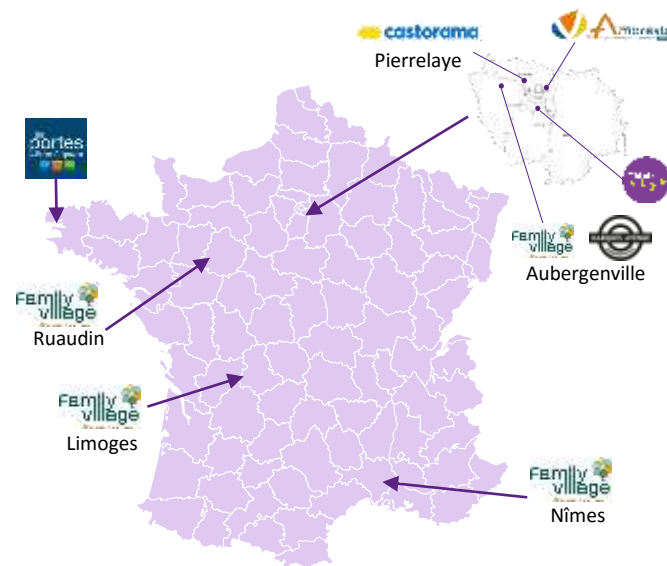 castorama
Pierrelaye
portes
Family
village
Aubergenville
Family
village
Ruaudin
Family
village
Limoges
Family
village
Nîmes